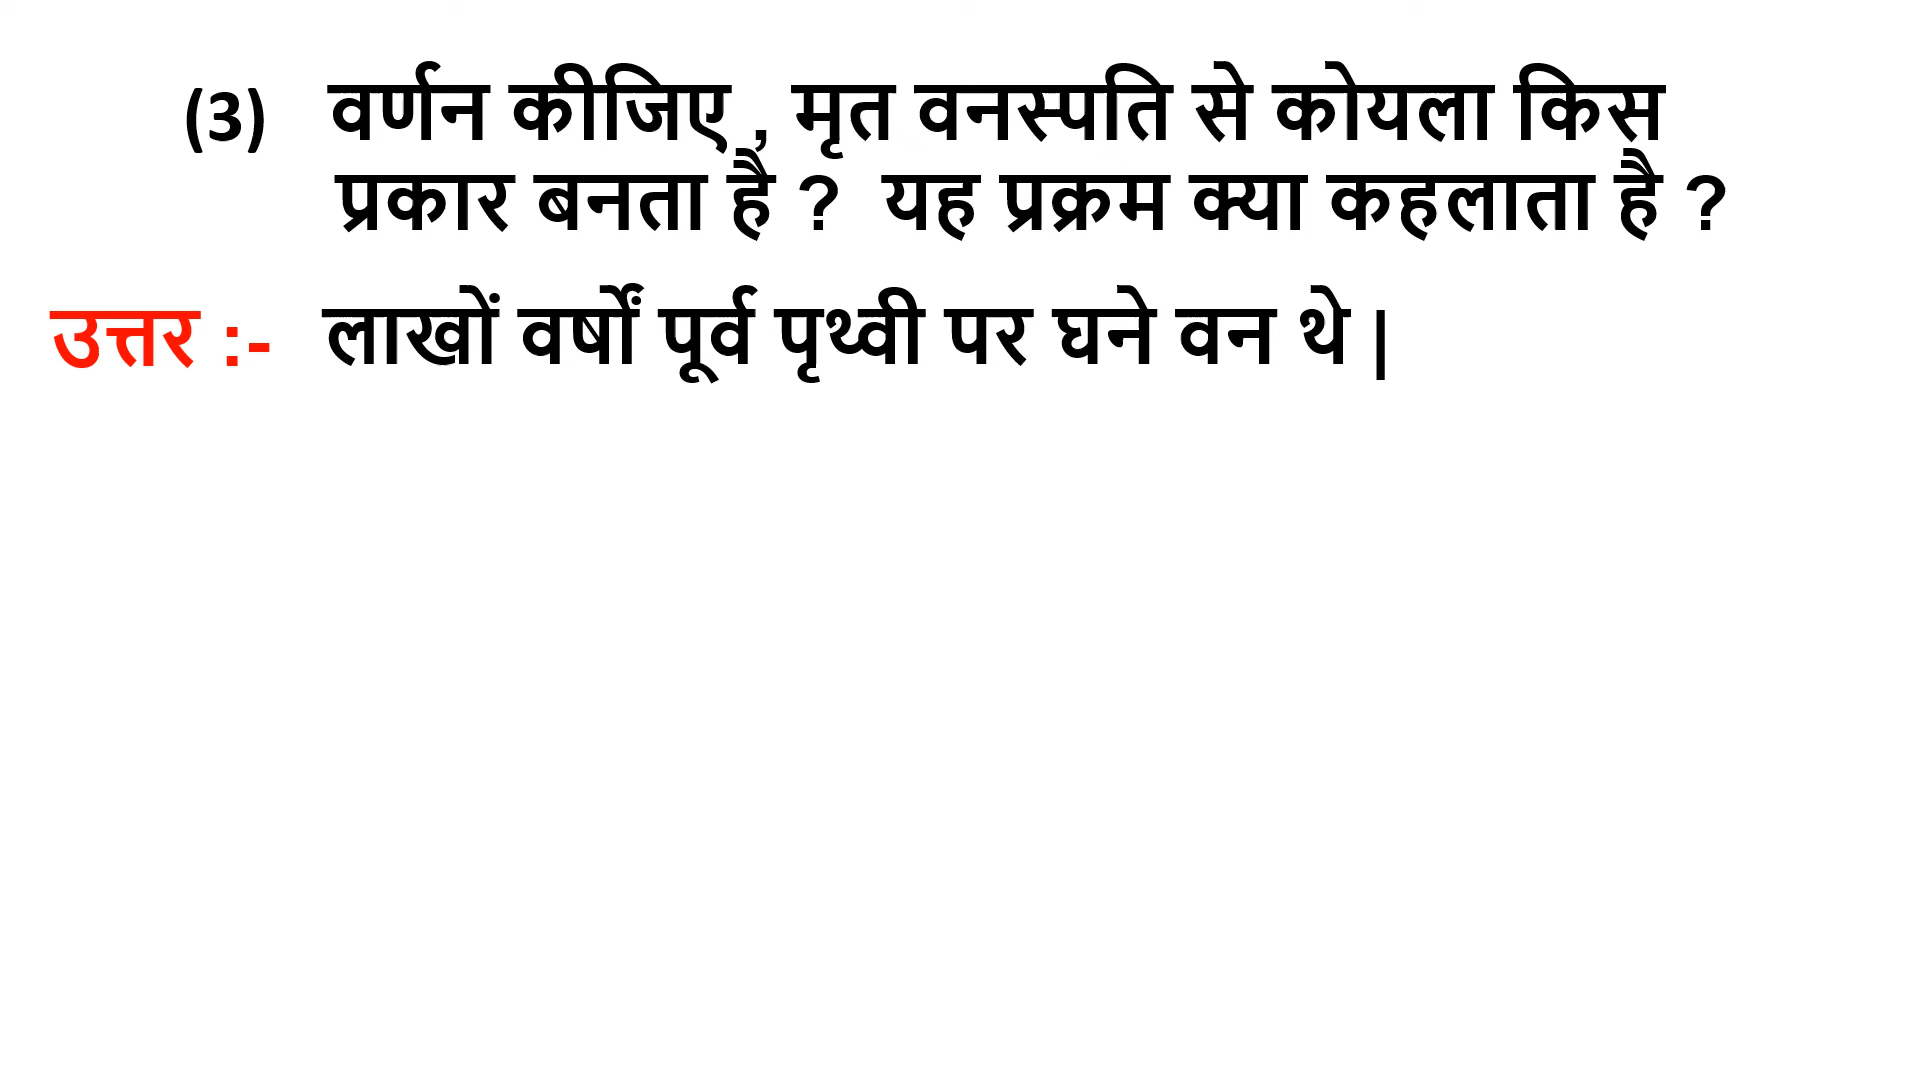 (3) वर्णन कीजिए , मृत वनस्पति से कोयला किस
प्रकार बनता है ? यह प्रक्रम क्या कहलाता है ?
उत्तर :- लाखों वर्षों पूर्व पृथ्वी पर घने वन थे |